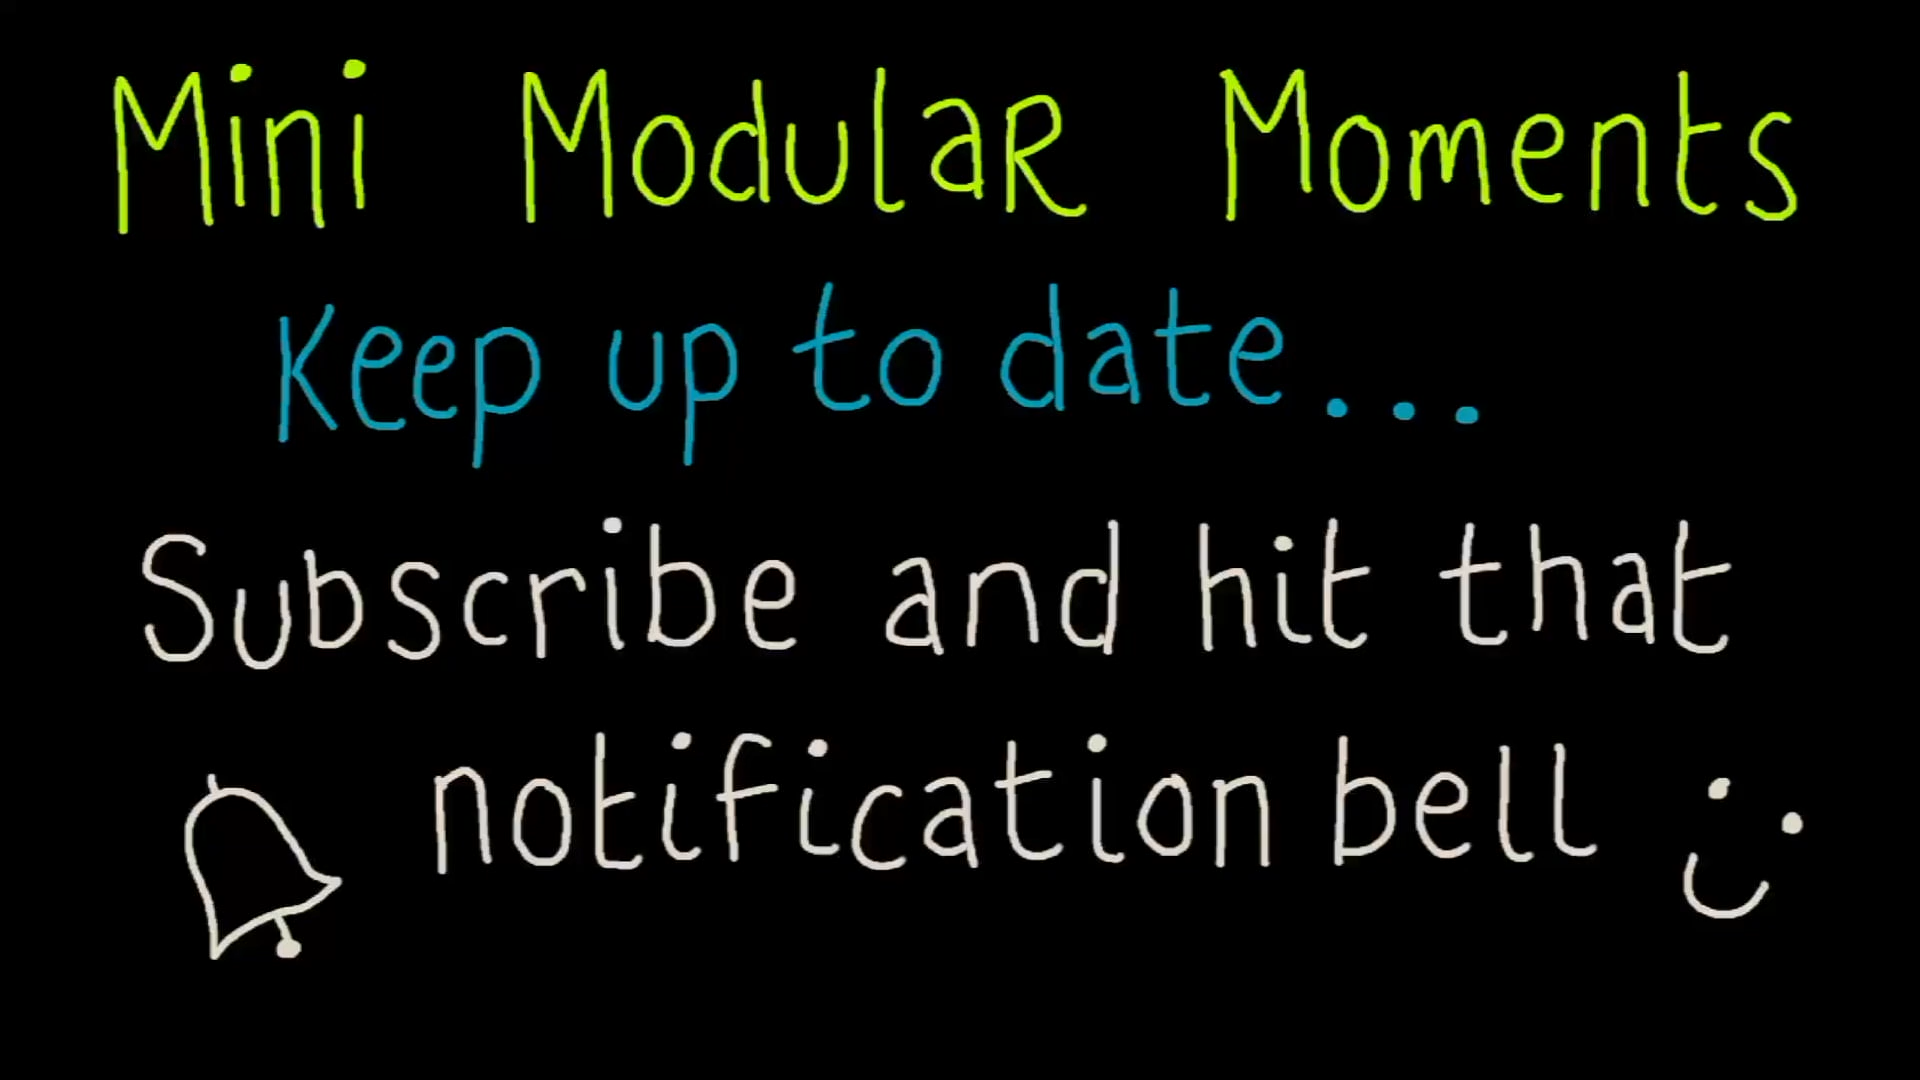 Mini Modular Moments
Keep up to date...
Subscribe and hit that
notification bell